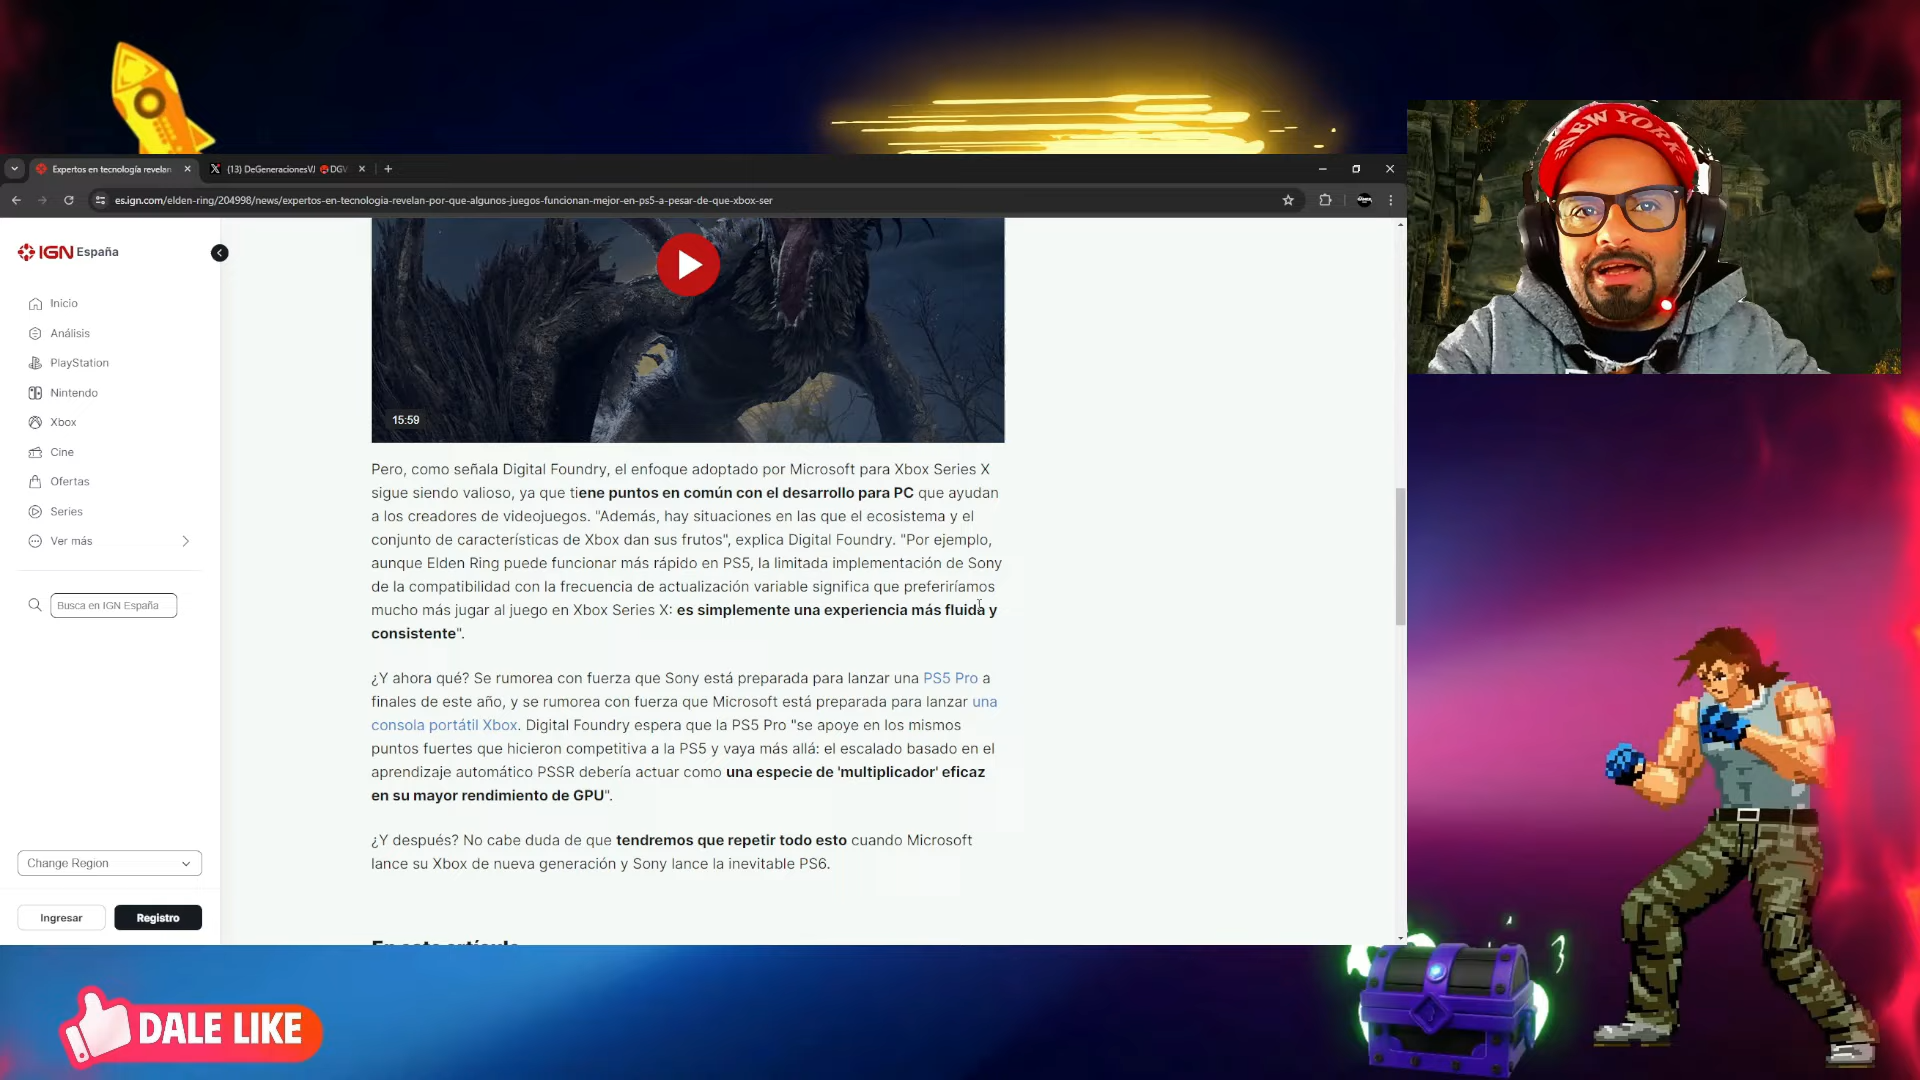 Expertos en tecnología revelan
(13) DeGeneracionesVJ
DGV
es.ign.com/elden-ring/204998/news/expertos-en-tecnologia-revelan-por-que-algunos-juegos-funcionan-mejor-en-ps5-a-pesar-de-que-xbox-ser
NEW YORK
IGN España
Inicio
Análisis
PlayStation
Nintendo
Xbox
Cine
Ofertas
Series
Ver más
Busca en IGN España
Change Region
Ingresar
Registro
15:59
Pero, como señala Digital Foundry, el enfoque adoptado por Microsoft para Xbox Series X
sigue siendo valioso, ya que tiene puntos en común con el desarrollo para PC que ayudan
a los creadores de videojuegos. "Además, hay situaciones en las que el ecosistema y el
conjunto de características de Xbox dan sus frutos", explica Digital Foundry. "Por ejemplo,
aunque Elden Ring puede funcionar más rápido en PS5, la limitada implementación de Sony
de la compatibilidad con la frecuencia de actualización variable significa que preferiríamos
mucho más jugar al juego en Xbox Series X: es simplemente una experiencia más fluida y
consistente".
¿Y ahora qué? Se rumorea con fuerza que Sony está preparada para lanzar una PS5 Pro a
finales de este año, y se rumorea con fuerza que Microsoft está preparada para lanzar una
consola portátil Xbox. Digital Foundry espera que la PS5 Pro "se apoye en los mismos
puntos fuertes que hicieron competitiva a la PS5 y vaya más allá: el escalado basado en el
aprendizaje automático PSSR debería actuar como una especie de 'multiplicador' eficaz
en su mayor rendimiento de GPU".
¿Y después? No cabe duda de que tendremos que repetir todo esto cuando Microsoft
lance su Xbox de nueva generación y Sony lance la inevitable PS6.
En este artículo
DALE LIKE